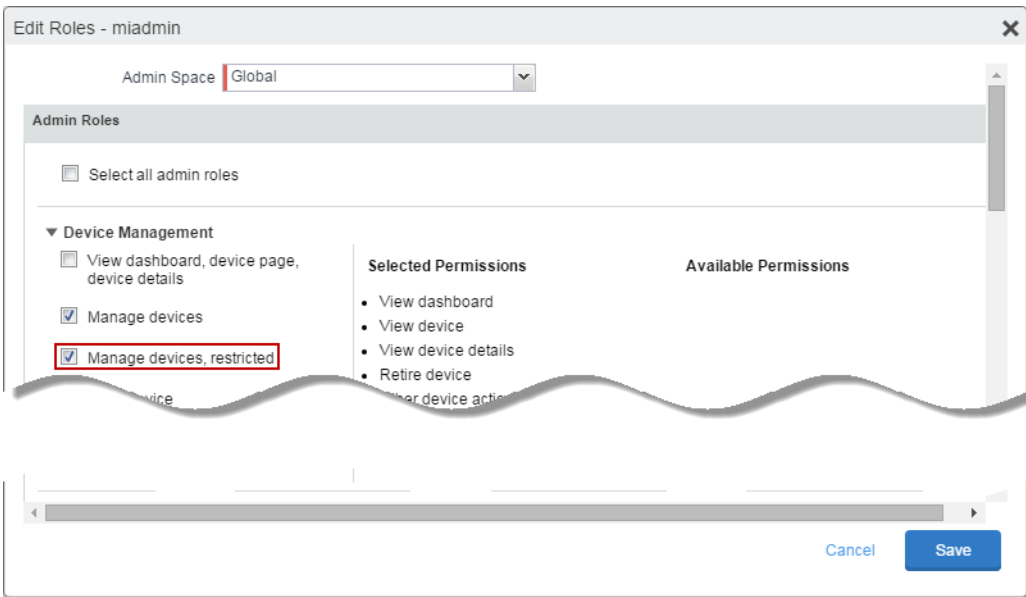 Edit Roles - miadmin
Admin Space Global
Admin Roles
Select all admin roles
Device Management
View dashboard, device page,
device details
Manage devices
Manage devices, restricted
Selected Permissions
• View dashboard
• View device
• View device details
• Retire device
device
Available Permissions
Cancel
Save